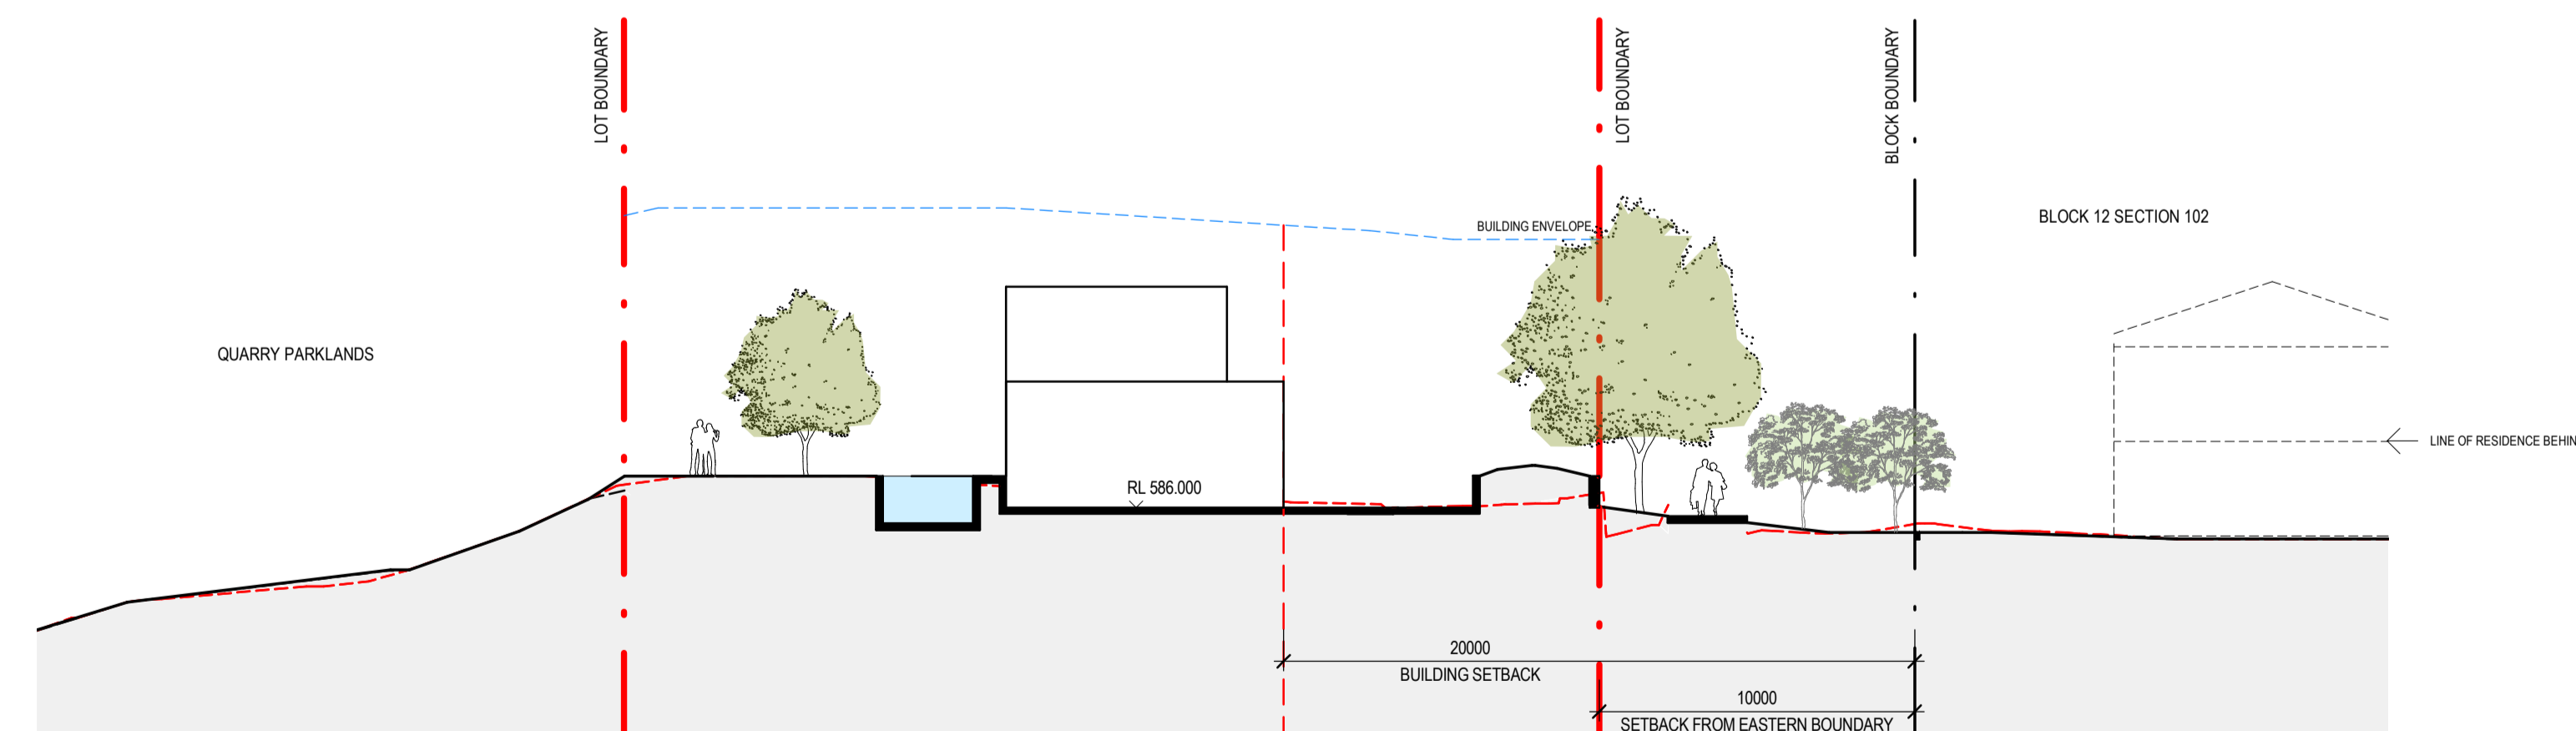 LOT BOUNDARY
LOT BOUNDARY
BLOCK BOUNDARY
BLOCK 12 SECTION 102
BUILDING ENVELOPE
QUARRY PARKLANDS
LINE OF RESIDENCE BEHIN
RL 586.000
20000
BUILDING SETBACK
10000
SETBACK FROM EASTERN BOUNDARY